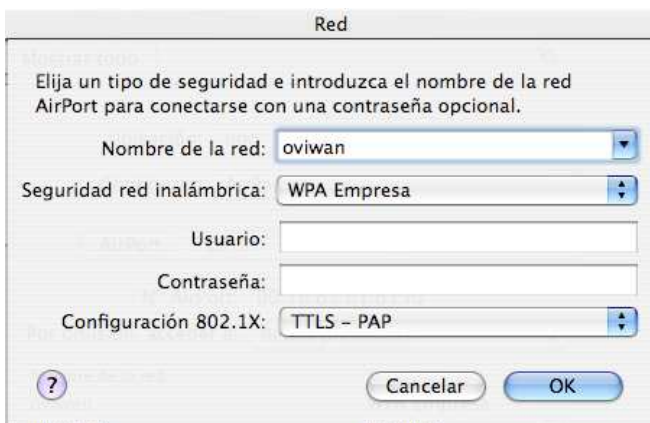 Red
Elija un tipo de seguridad e introduzca el nombre de la red
AirPort para conectarse con una contraseña opcional.
Nombre de la red: oviwan
Seguridad red inalámbrica: WPA Empresa
Usuario:
Contraseña:
Configuración 802.1X: TTLS - PAP
?
Cancelar OK